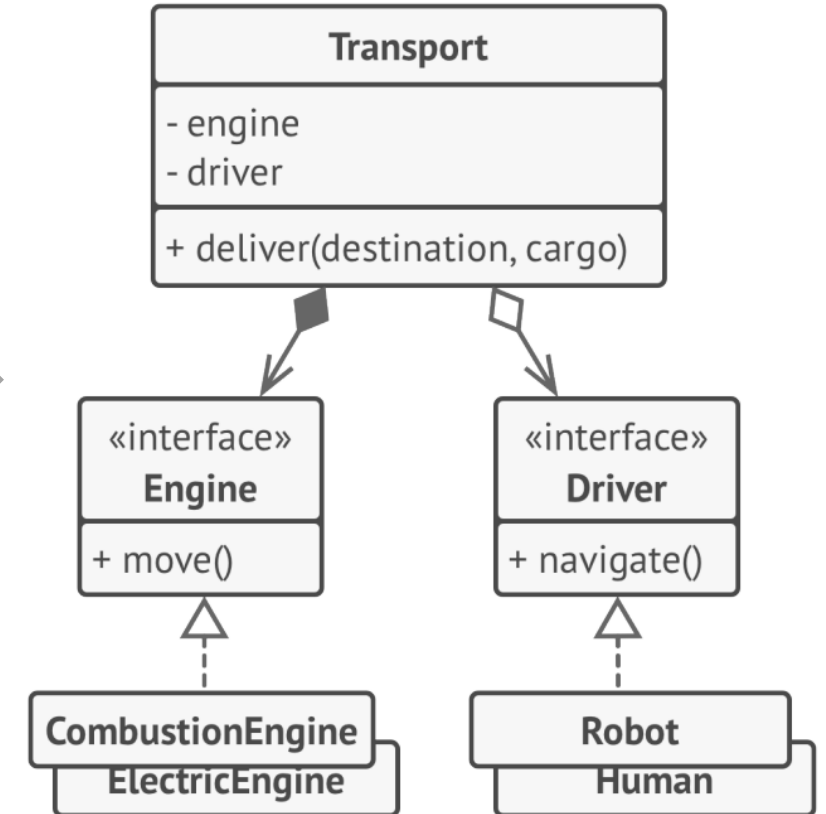 Transport
- engine
- driver
+ deliver(destination, cargo)
«interface»
Engine
+ move()
«interface»
Driver
+ navigate()
CombustionEngine
ElectricEngine
Robot
Human